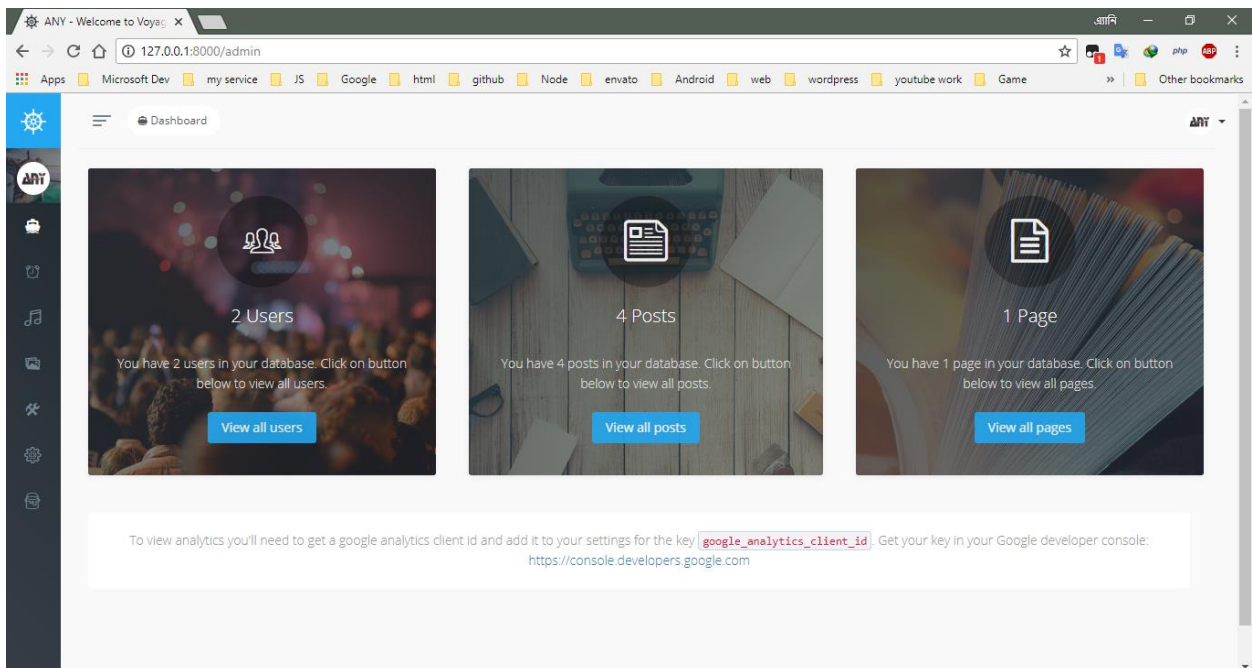 ANY - Welcome to Voyag
এ্যানি
127.0.0.1:8000/admin
php
ABP
1
Apps Microsoft Dev my service JS Google html github Node envato Android web wordpress youtube work Game » Other bookmarks
Dashboard
ANY
ANY
2 Users
You have 2 users in your database. Click on button
below to view all users.
View all users
4 Posts
You have 4 posts in your database. Click on button
below to view all posts.
View all posts
1 Page
You have 1 page in your database. Click on button
below to view all pages.
View all pages
To view analytics you'll need to get a google analytics client id and add it to your settings for the key google_analytics_client_id. Get your key in your Google developer console:
https://console.developers.google.com